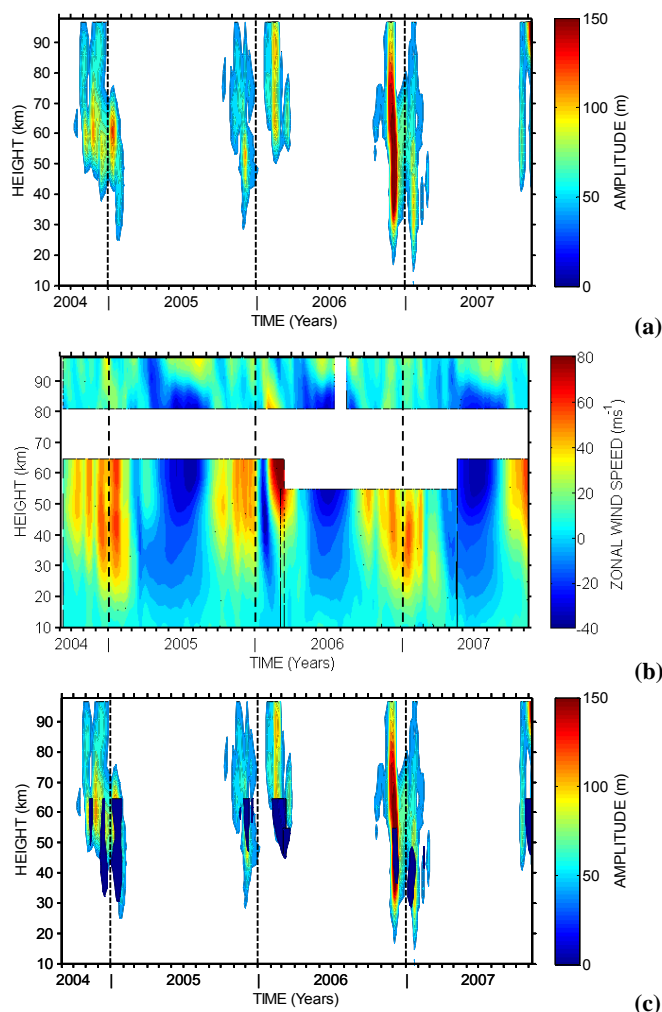 90
80
70
60
50
40
30
20
10
HEIGHT (km)
2004 | 2005 | 2006 | 2007
TIME (Years)
150
100
50
0
AMPLITUDE (m)
(a)
90
80
70
60
50
40
30
20
10
HEIGHT (km)
2004 | 2005 | 2006 | 2007
TIME (Years)
80
60
40
20
0
-20
-40
ZONAL WIND SPEED (ms⁻¹)
(b)
90
80
70
60
50
40
30
20
10
HEIGHT (km)
2004 | 2005 | 2006 | 2007
TIME (Years)
150
100
50
0
AMPLITUDE (m)
(c)